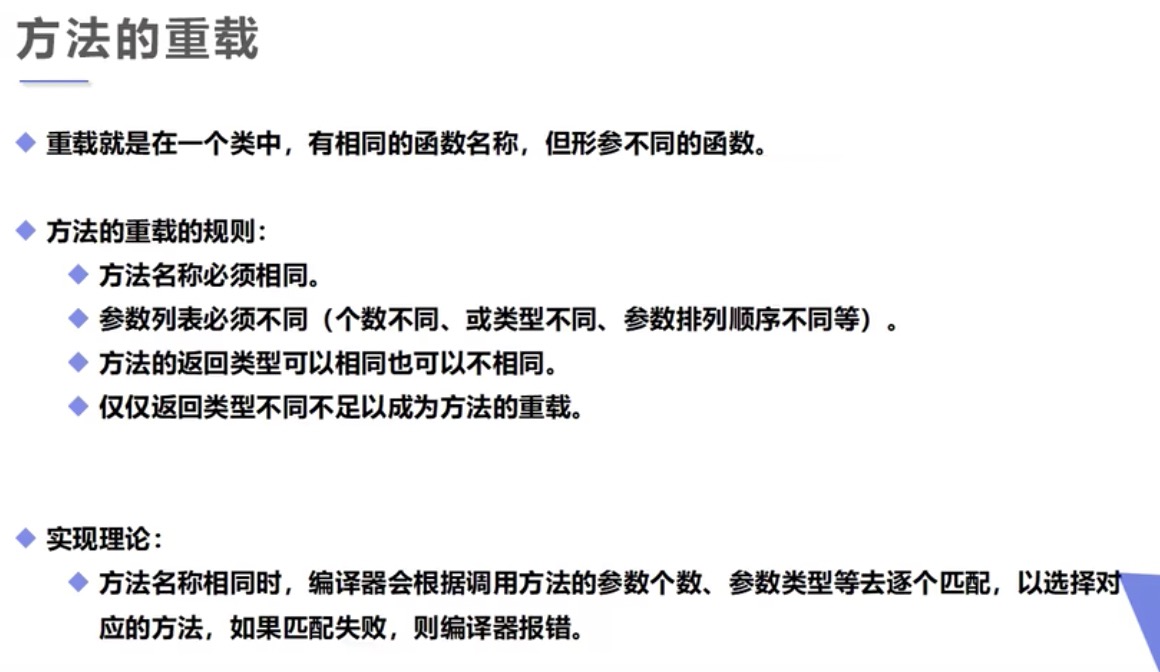 方法的重载
重载就是在一个类中，有相同的函数名称，但形参不同的函数。
方法的重载的规则：
方法名称必须相同。
参数列表必须不同（个数不同、或类型不同、参数排列顺序不同等）。
方法的返回类型可以相同也可以不相同。
仅仅返回类型不同不足以成为方法的重载。
实现理论：
方法名称相同时，编译器会根据调用方法的参数个数、参数类型等去逐个匹配，以选择对
应的方法，如果匹配失败，则编译器报错。